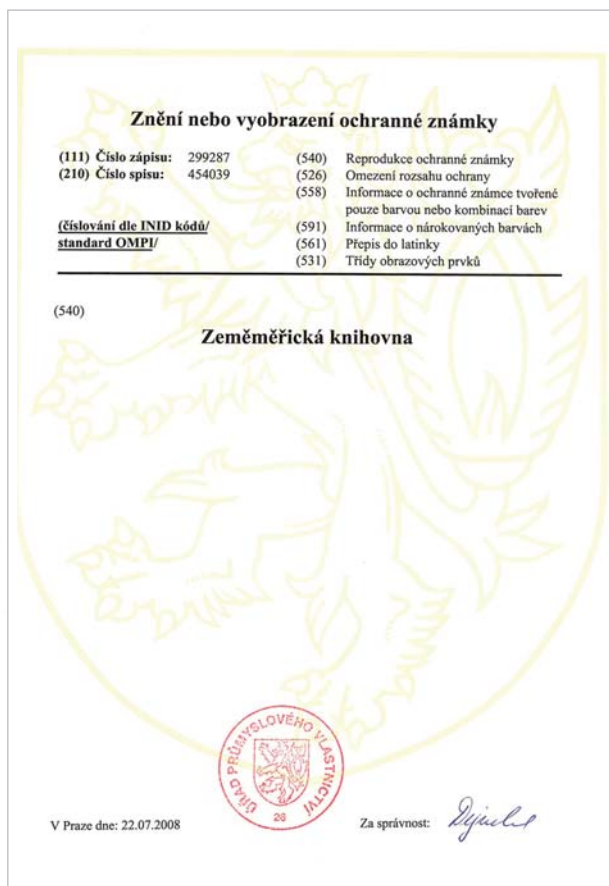 Znění nebo vyobrazení ochranné známky
(111) Číslo zápisu: 299287
(210) Číslo spisu: 454039
(číslování dle INID kódů/
standard OMPI/
(540) Reprodukce ochranné známky
(526) Omezení rozsahu ochrany
(558) Informace o ochranné známce tvořené
pouze barvou nebo kombinací barev
(591) Informace o nárokovaných barvách
(561) Přepis do latinky
(531) Třídy obrazových prvků
(540)
Zeměměřická knihovna
ÚŘAD PRŮMYSLOVÉHO VLASTNICTVÍ
26
V Praze dne: 22.07.2008
Za správnost: